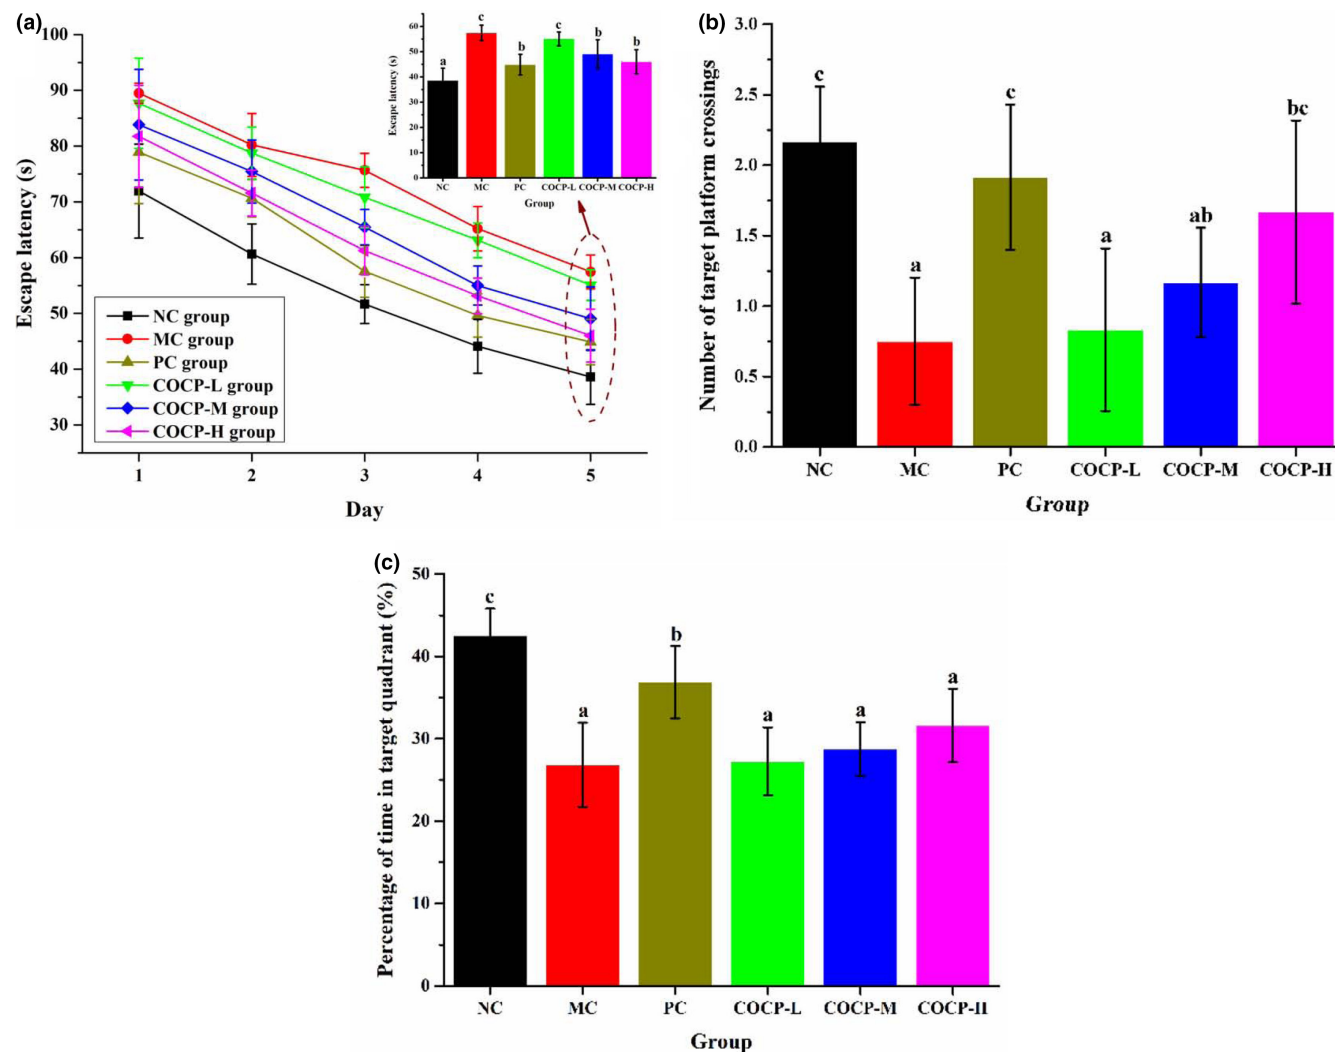 (a)
100
90
80
70
60
50
40
30
Escape latency (s)
NC group
MC group
PC group
COCP-L group
COCP-M group
COCP-H group
1 2 3 4 5
Day
60
50
40
30
20
10
0
Escape latency (s)
a c b c b b
NC MC PC COCP-L COCP-M COCP-H
Group
(b)
3.0
2.5
2.0
1.5
1.0
0.5
0.0
Number of target platform crossings
c a c a ab bc
NC MC PC COCP-L COCP-M COCP-H
Group
(c)
50
40
30
20
10
0
Percentage of time in target quadrant (%)
c a b a a a
NC MC PC COCP-L COCP-M COCP-H
Group